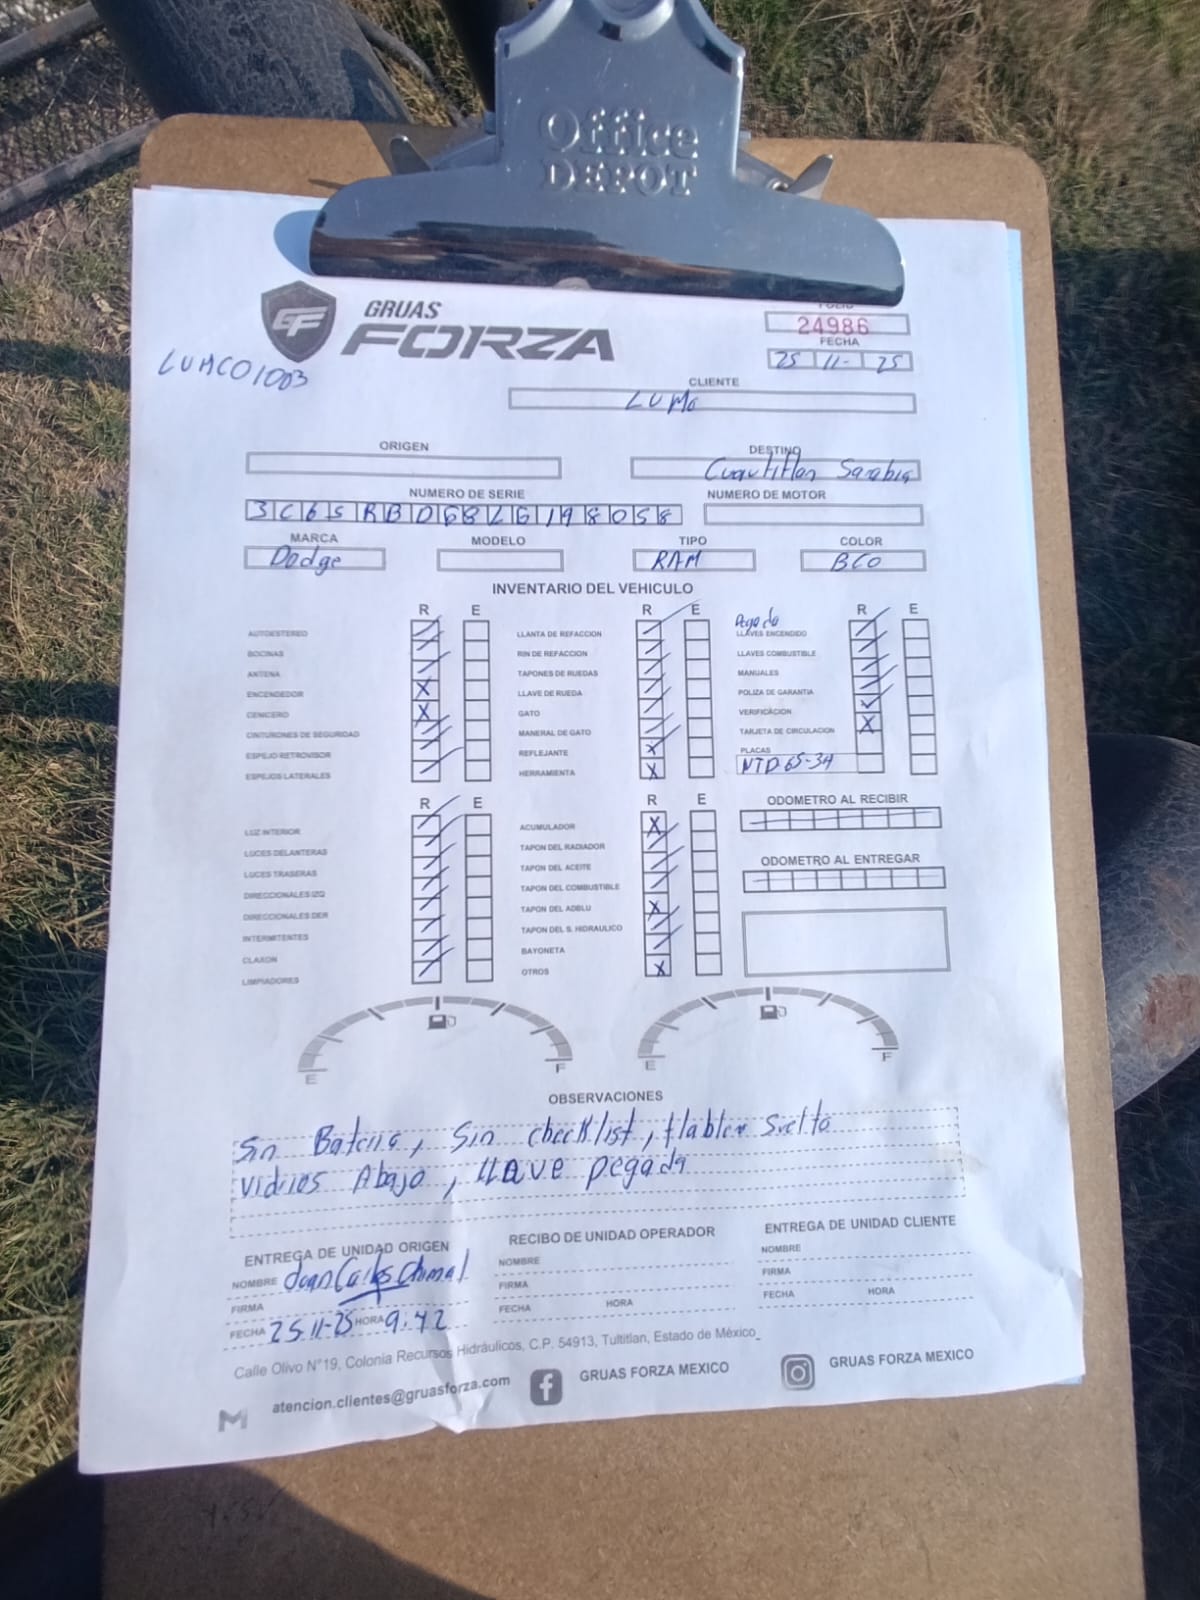 Office
DEPOT
GF GRUAS
FORZA
FOLIO
24986
FECHA
25 11- 25
LUMCO1003
CLIENTE
LUMO
ORIGEN
DESTINO
Cuautitlan Sarabia
NUMERO DE SERIE
3C6SRBDG8LG198058
NUMERO DE MOTOR
MARCA
Dodge
MODELO
TIPO
RAM
COLOR
BCO
INVENTARIO DEL VEHICULO
R E
AUTOESTEREO
BOCINAS
ANTENA
ENCENDEDOR X
CENICERO X
CINTURONES DE SEGURIDAD
ESPEJO RETROVISOR
ESPEJOS LATERALES
R E
LLANTA DE REFACCION
RIN DE REFACCION
TAPONES DE RUEDAS
LLAVE DE RUEDA
GATO
MANERAL DE GATO
REFLEJANTE X
HERRAMIENTA X
Pegada
R E
LLAVES ENCENDIDO
LLAVES COMBUSTIBLE
MANUALES
POLIZA DE GARANTIA
VERIFICACION
TARJETA DE CIRCULACION X
PLACAS
NTD 65-34
R E
LUZ INTERIOR
LUCES DELANTERAS
LUCES TRASERAS
DIRECCIONALES IZQ
DIRECCIONALES DER
INTERMITENTES
CLAXON
LIMPIADORES
R E
ACUMULADOR X
TAPON DEL RADIADOR
TAPON DEL ACEITE
TAPON DEL COMBUSTIBLE
TAPON DEL ADBLU X
TAPON DEL S. HIDRAULICO
BAYONETA
OTROS X
ODOMETRO AL RECIBIR
ODOMETRO AL ENTREGAR
E F
E F
OBSERVACIONES
Sin Bateria, Sin checklist, tablero suelto
vidrios Abajo, LLAVE pegada
ENTREGA DE UNIDAD ORIGEN
NOMBRE Juan Carlos Chimal
FIRMA
FECHA 25-11-25 HORA 9:42
RECIBO DE UNIDAD OPERADOR
NOMBRE
FIRMA
FECHA HORA
ENTREGA DE UNIDAD CLIENTE
NOMBRE
FIRMA
FECHA HORA
Calle Olivo N°19, Colonia Recursos Hidráulicos, C.P. 54913, Tultitlan, Estado de México_
atencion.clientes@gruasforza.com
GRUAS FORZA MEXICO
GRUAS FORZA MEXICO